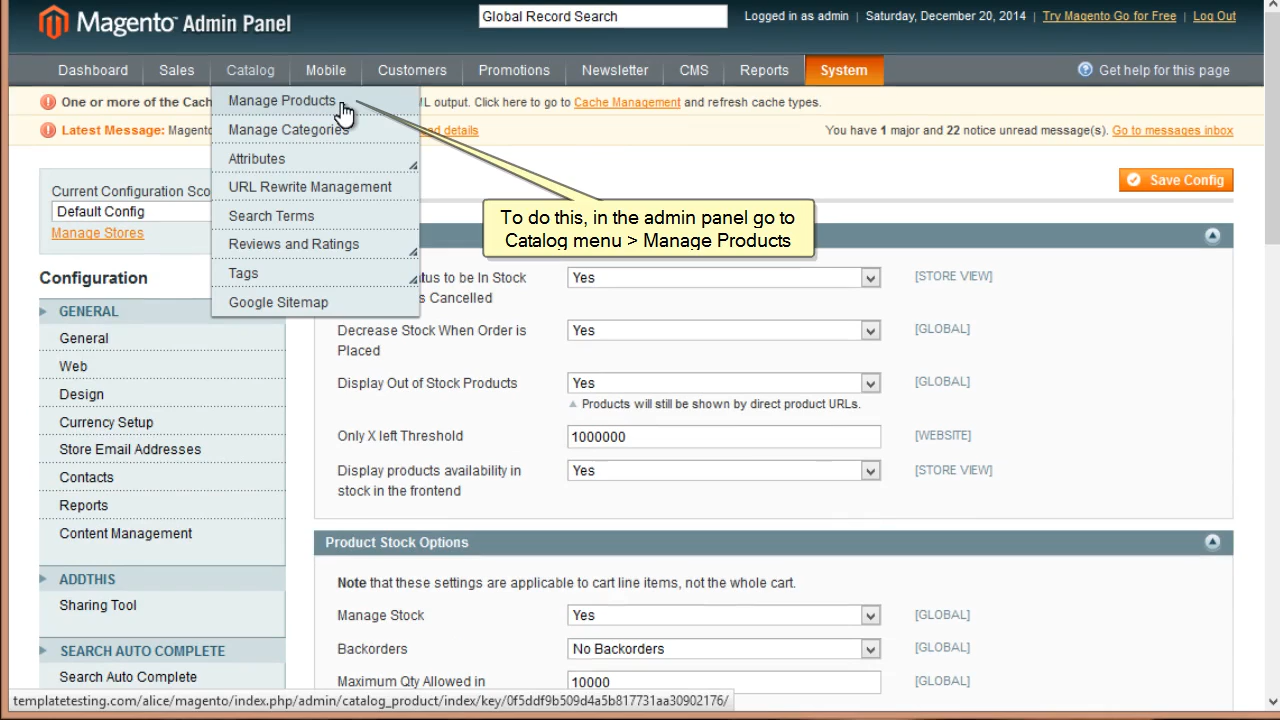 Magento Admin Panel
Global Record Search
Logged in as admin | Saturday, December 20, 2014 | Try Magento Go for Free | Log Out
Dashboard Sales Catalog Mobile Customers Promotions Newsletter CMS Reports System Get help for this page
One or more of the Cach
ML output. Click here to go to Cache Management and refresh cache types.
Latest Message: Magento
ad details
You have 1 major and 22 notice unread message(s). Go to messages inbox
Manage Products
Manage Categories
Attributes
URL Rewrite Management
Search Terms
Reviews and Ratings
Tags
Google Sitemap
To do this, in the admin panel go to
Catalog menu > Manage Products
Current Configuration Sco
Default Config
Manage Stores
Save Config
Configuration
GENERAL
General
Web
Design
Currency Setup
Store Email Addresses
Contacts
Reports
Content Management
ADDTHIS
Sharing Tool
SEARCH AUTO COMPLETE
Search Auto Complete
tus to be In Stock Yes [STORE VIEW]
s Cancelled
Decrease Stock When Order is Yes [GLOBAL]
Placed
Display Out of Stock Products Yes [GLOBAL]
Products will still be shown by direct product URLs.
Only X left Threshold 1000000 [WEBSITE]
Display products availability in Yes [STORE VIEW]
stock in the frontend
Product Stock Options
Note that these settings are applicable to cart line items, not the whole cart.
Manage Stock Yes [GLOBAL]
Backorders No Backorders [GLOBAL]
Maximum Qty Allowed in 10000 [GLOBAL]
templatetesting.com/alice/magento/index.php/admin/catalog_product/index/key/0f5ddf9b509d4a5b817731aa30902176/